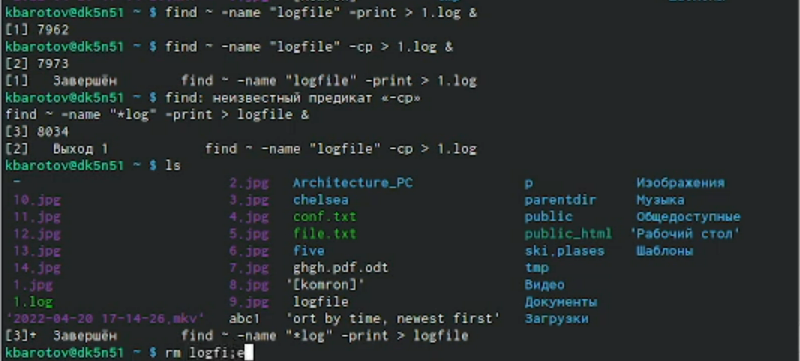 kbarotov@dk5n51 ~ $ find ~ -name "logfile" -print > 1.log &
[1] 7962
kbarotov@dk5n51 ~ $ find ~ -name "logfile" -cp > 1.log &
[2] 7973
[1]   Завершён        find ~ -name "logfile" -print > 1.log
kbarotov@dk5n51 ~ $ find: неизвестный предикат «-cp»
find ~ -name "*log" -print > logfile &
[3] 8034
[2]   Выход 1            find ~ -name "logfile" -cp > 1.log
kbarotov@dk5n51 ~ $ ls
~ 2.jpg Architecture_PC p Изображения
10.jpg 3.jpg chelsea parentdir Музыка
11.jpg 4.jpg conf.txt public Общедоступные
12.jpg 5.jpg file.txt public_html 'Рабочий стол'
13.jpg 6.jpg five ski.plases Шаблоны
14.jpg 7.jpg ghgh.pdf.odt tmp
1.jpg 8.jpg '[komron]' Видео
1.log 9.jpg logfile Документы
'2022-04-20 17-14-26.mkv' abc1 'ort by time, newest first' Загрузки
[3]+  Завершён        find ~ -name "*log" -print > logfile
kbarotov@dk5n51 ~ $ rm logfi;e